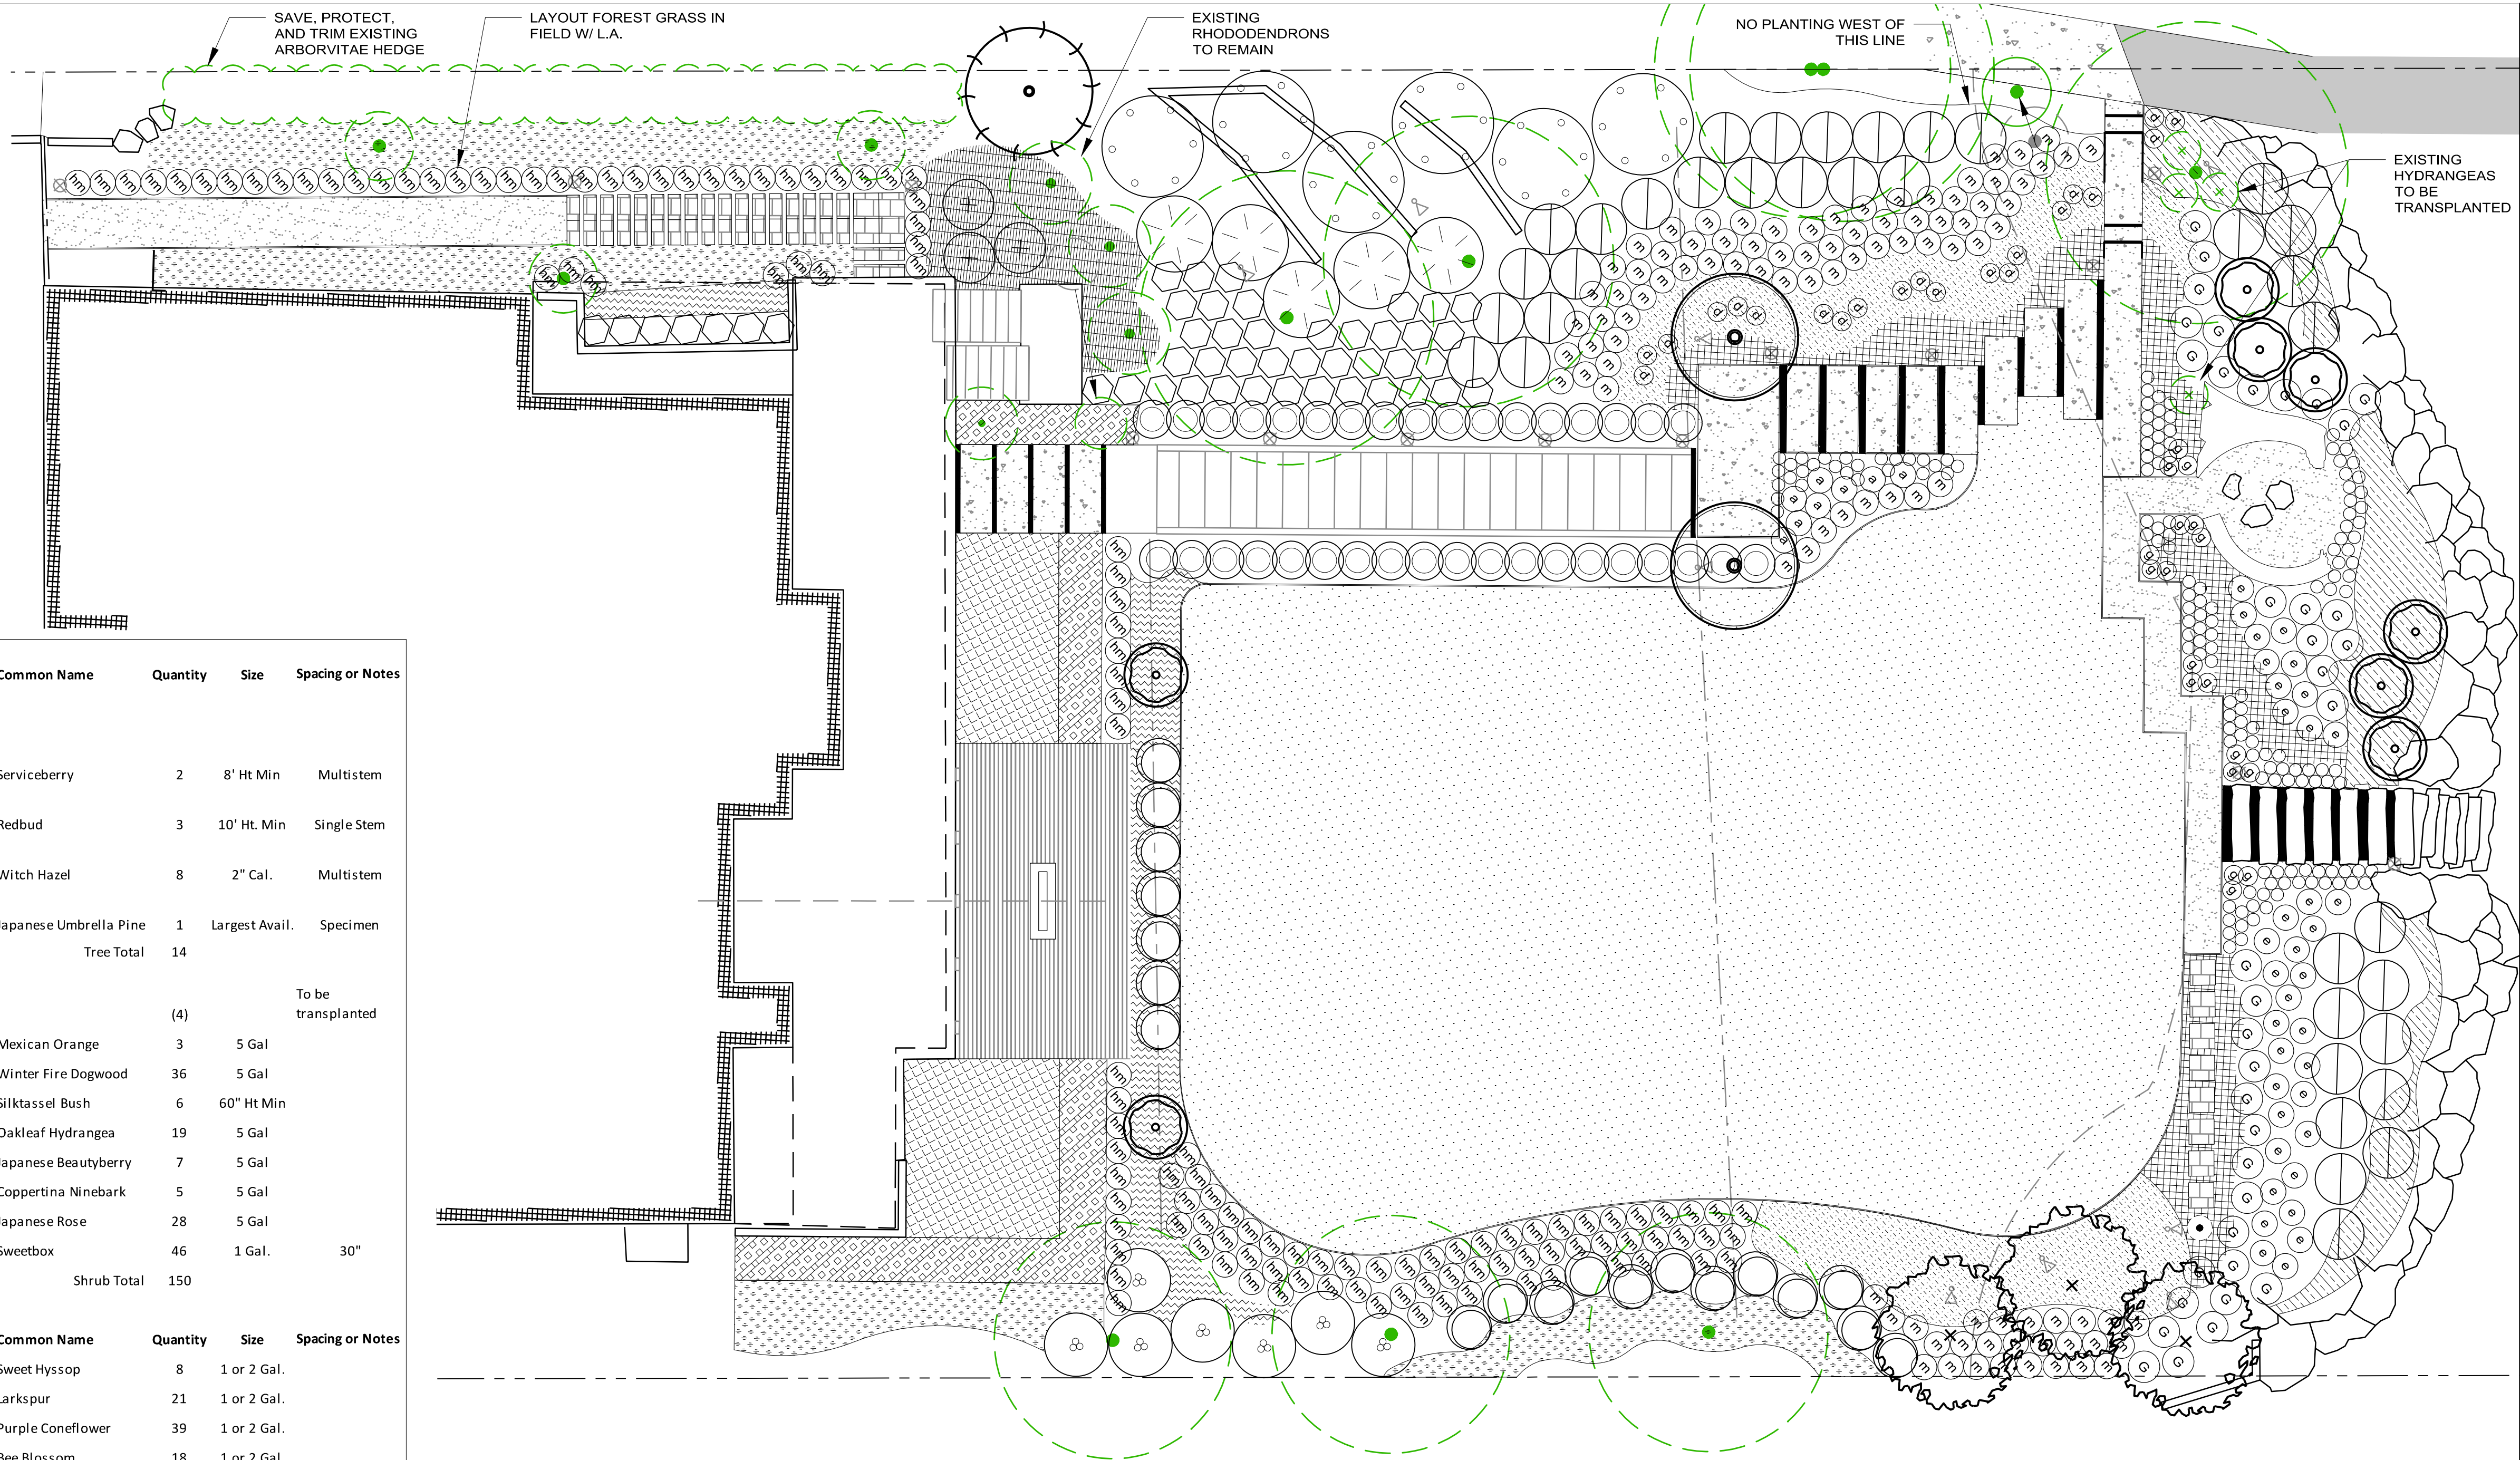 SAVE, PROTECT,
AND TRIM EXISTING
ARBORVITAE HEDGE
LAYOUT FOREST GRASS IN
FIELD W/ L.A.
EXISTING
RHODODENDRONS
TO REMAIN
NO PLANTING WEST OF
THIS LINE
EXISTING
HYDRANGEAS
TO BE
TRANSPLANTED
Common Name Quantity Size Spacing or Notes
Serviceberry 2 8' Ht Min Multistem
Redbud 3 10' Ht. Min Single Stem
Witch Hazel 8 2" Cal. Multistem
Japanese Umbrella Pine 1 Largest Avail. Specimen
Tree Total 14
(4) To be
transplanted
Mexican Orange 3 5 Gal
Winter Fire Dogwood 36 5 Gal
Silktassel Bush 6 60" Ht Min
Oakleaf Hydrangea 19 5 Gal
Japanese Beautyberry 7 5 Gal
Coppertina Ninebark 5 5 Gal
Japanese Rose 28 5 Gal
Sweetbox 46 1 Gal. 30"
Shrub Total 150
Common Name Quantity Size Spacing or Notes
Sweet Hyssop 8 1 or 2 Gal.
Larkspur 21 1 or 2 Gal.
Purple Coneflower 39 1 or 2 Gal.
Bee Blossom 18 1 or 2 Gal.